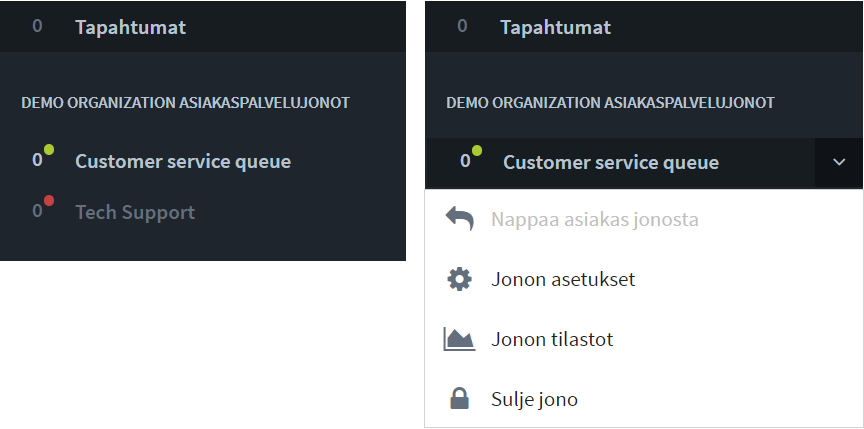 0 Tapahtumat
DEMO ORGANIZATION ASIAKASPALVELUJONOT
0 Customer service queue
0 Tech Support
0 Tapahtumat
DEMO ORGANIZATION ASIAKASPALVELUJONOT
0 Customer service queue
Nappaa asiakas jonosta
Jonon asetukset
Jonon tilastot
Sulje jono